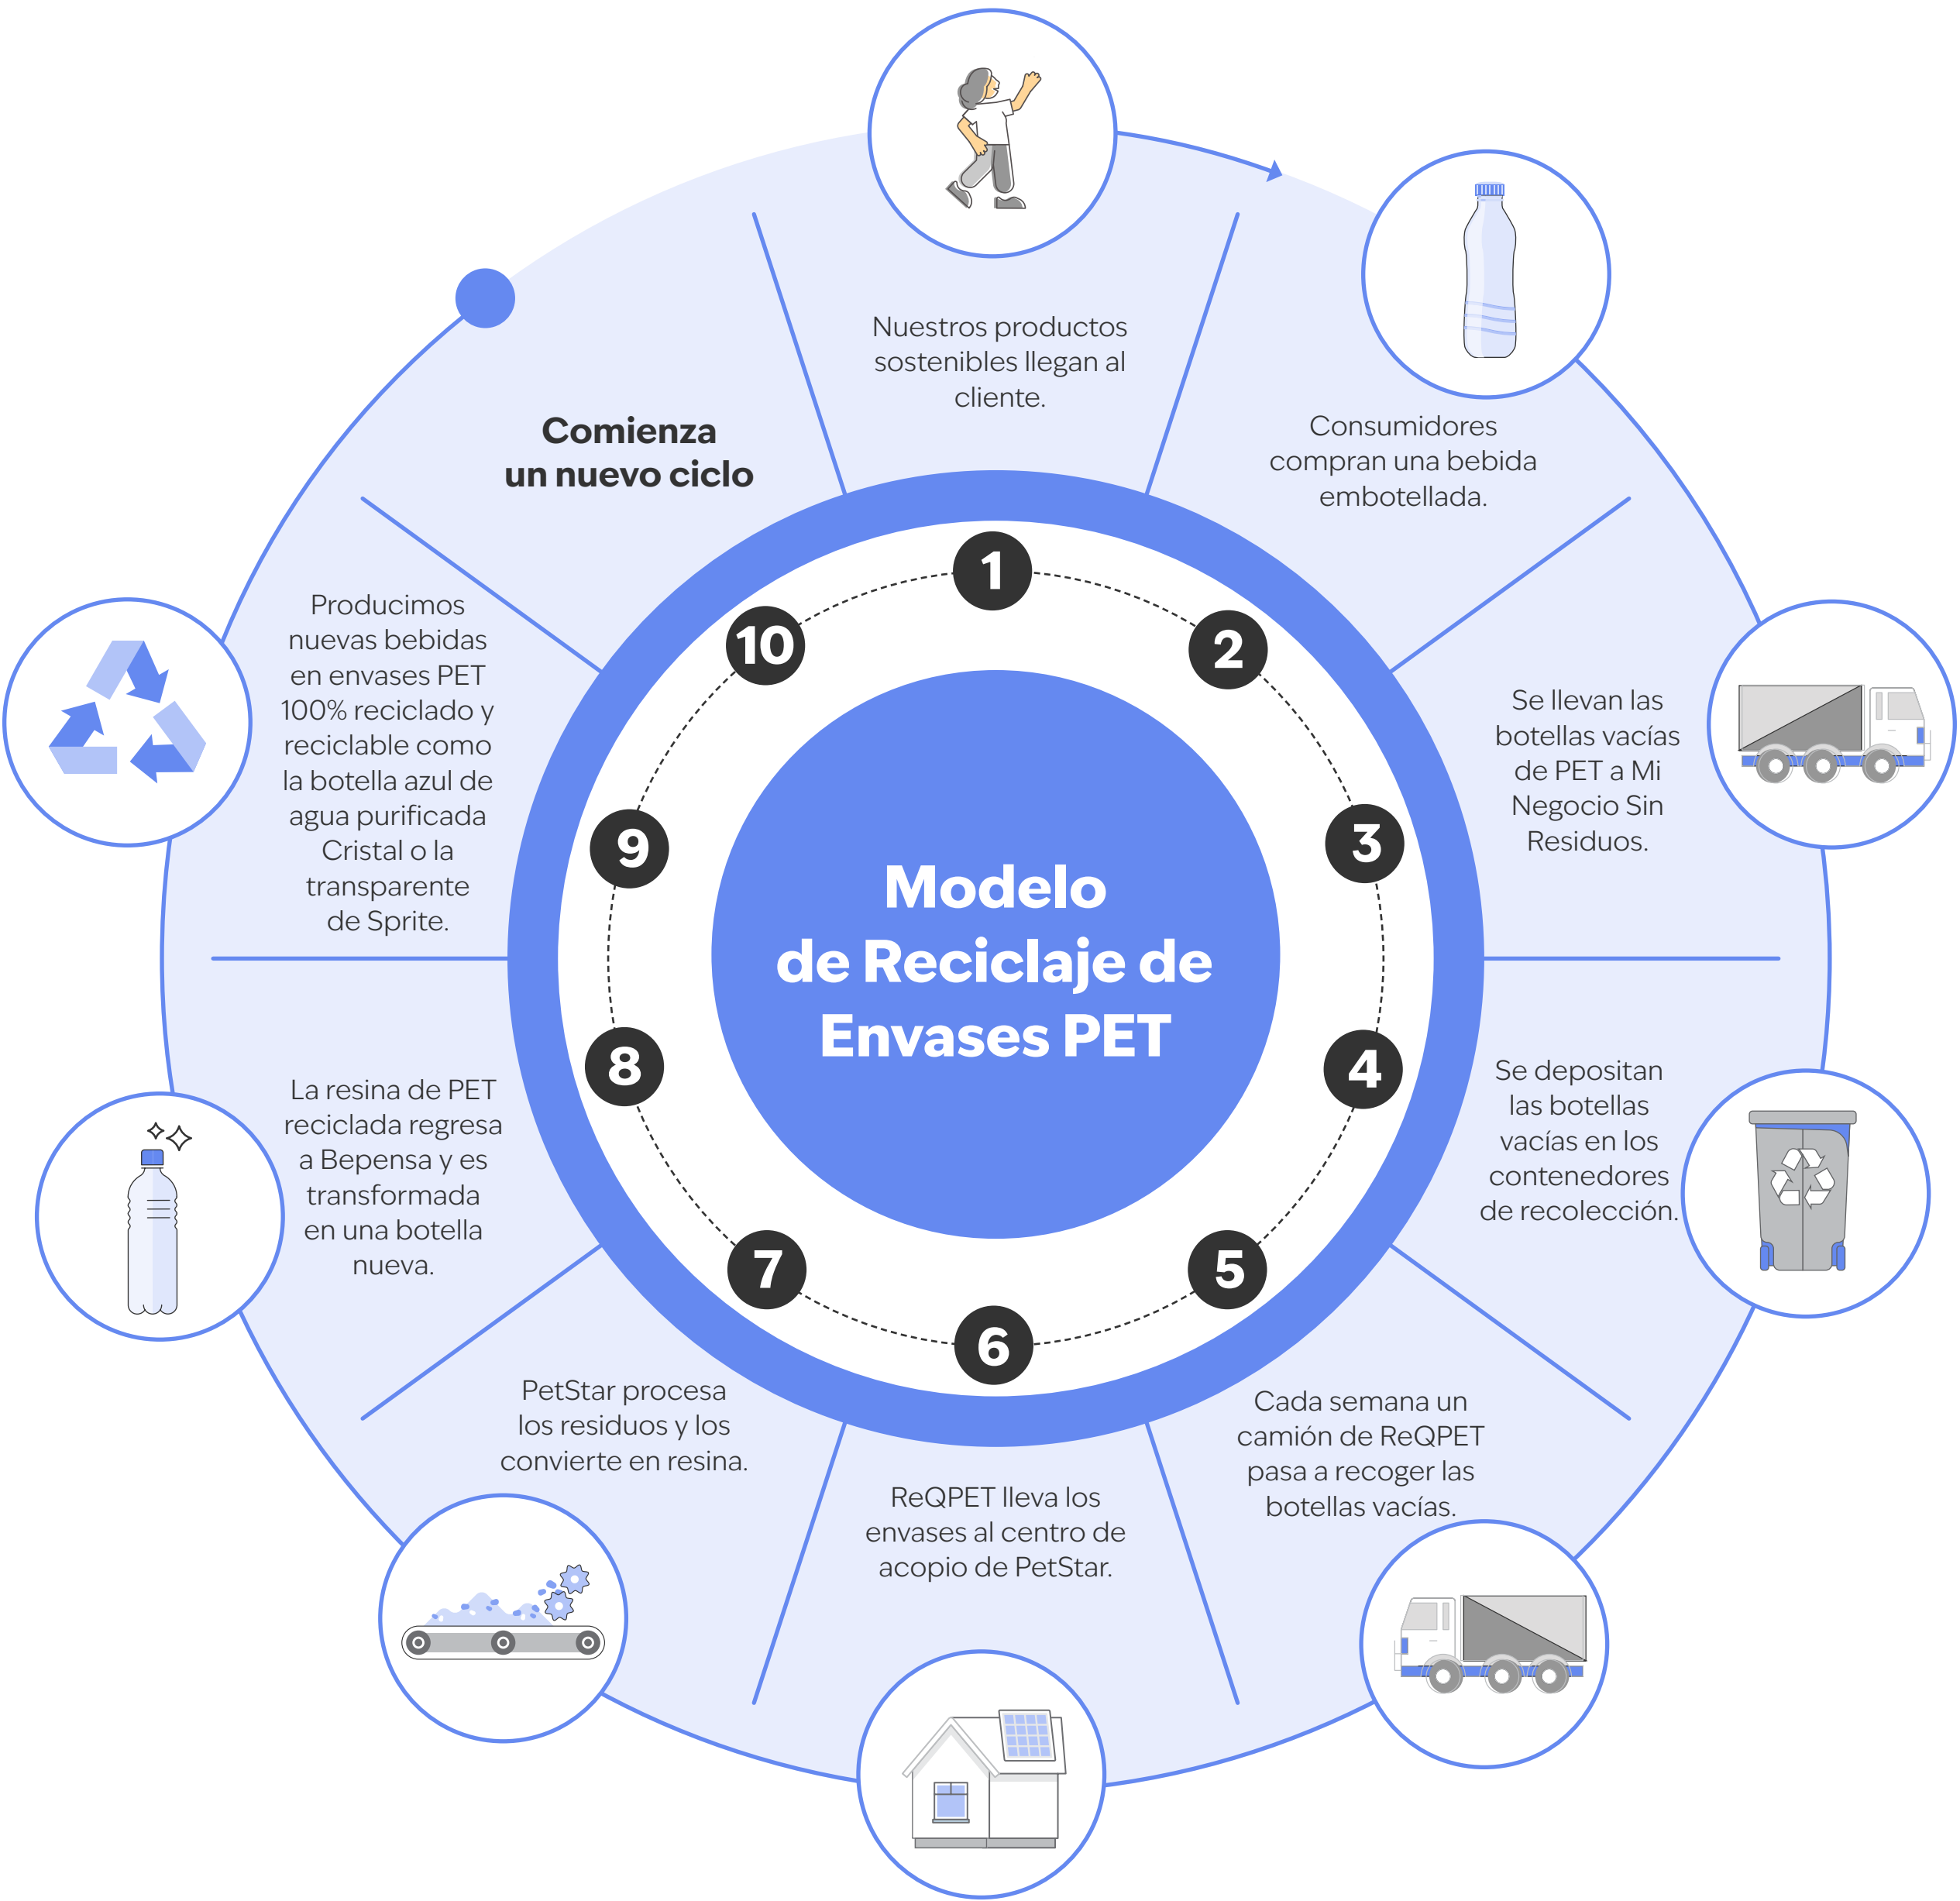 Modelo
de Reciclaje de
Envases PET
1
Nuestros productos
sostenibles llegan al
cliente.
2
Consumidores
compran una bebida
embotellada.
3
Se llevan las
botellas vacías
de PET a Mi
Negocio Sin
Residuos.
4
Se depositan
las botellas
vacías en los
contenedores
de recolección.
5
Cada semana un
camión de ReQPET
pasa a recoger las
botellas vacías.
6
ReQPET lleva los
envases al centro de
acopio de PetStar.
7
PetStar procesa
los residuos y los
convierte en resina.
8
La resina de PET
reciclada regresa
a Bepensa y es
transformada
en una botella
nueva.
9
Producimos
nuevas bebidas
en envases PET
100% reciclado y
reciclable como
la botella azul de
agua purificada
Cristal o la
transparente
de Sprite.
10
Comienza
un nuevo ciclo